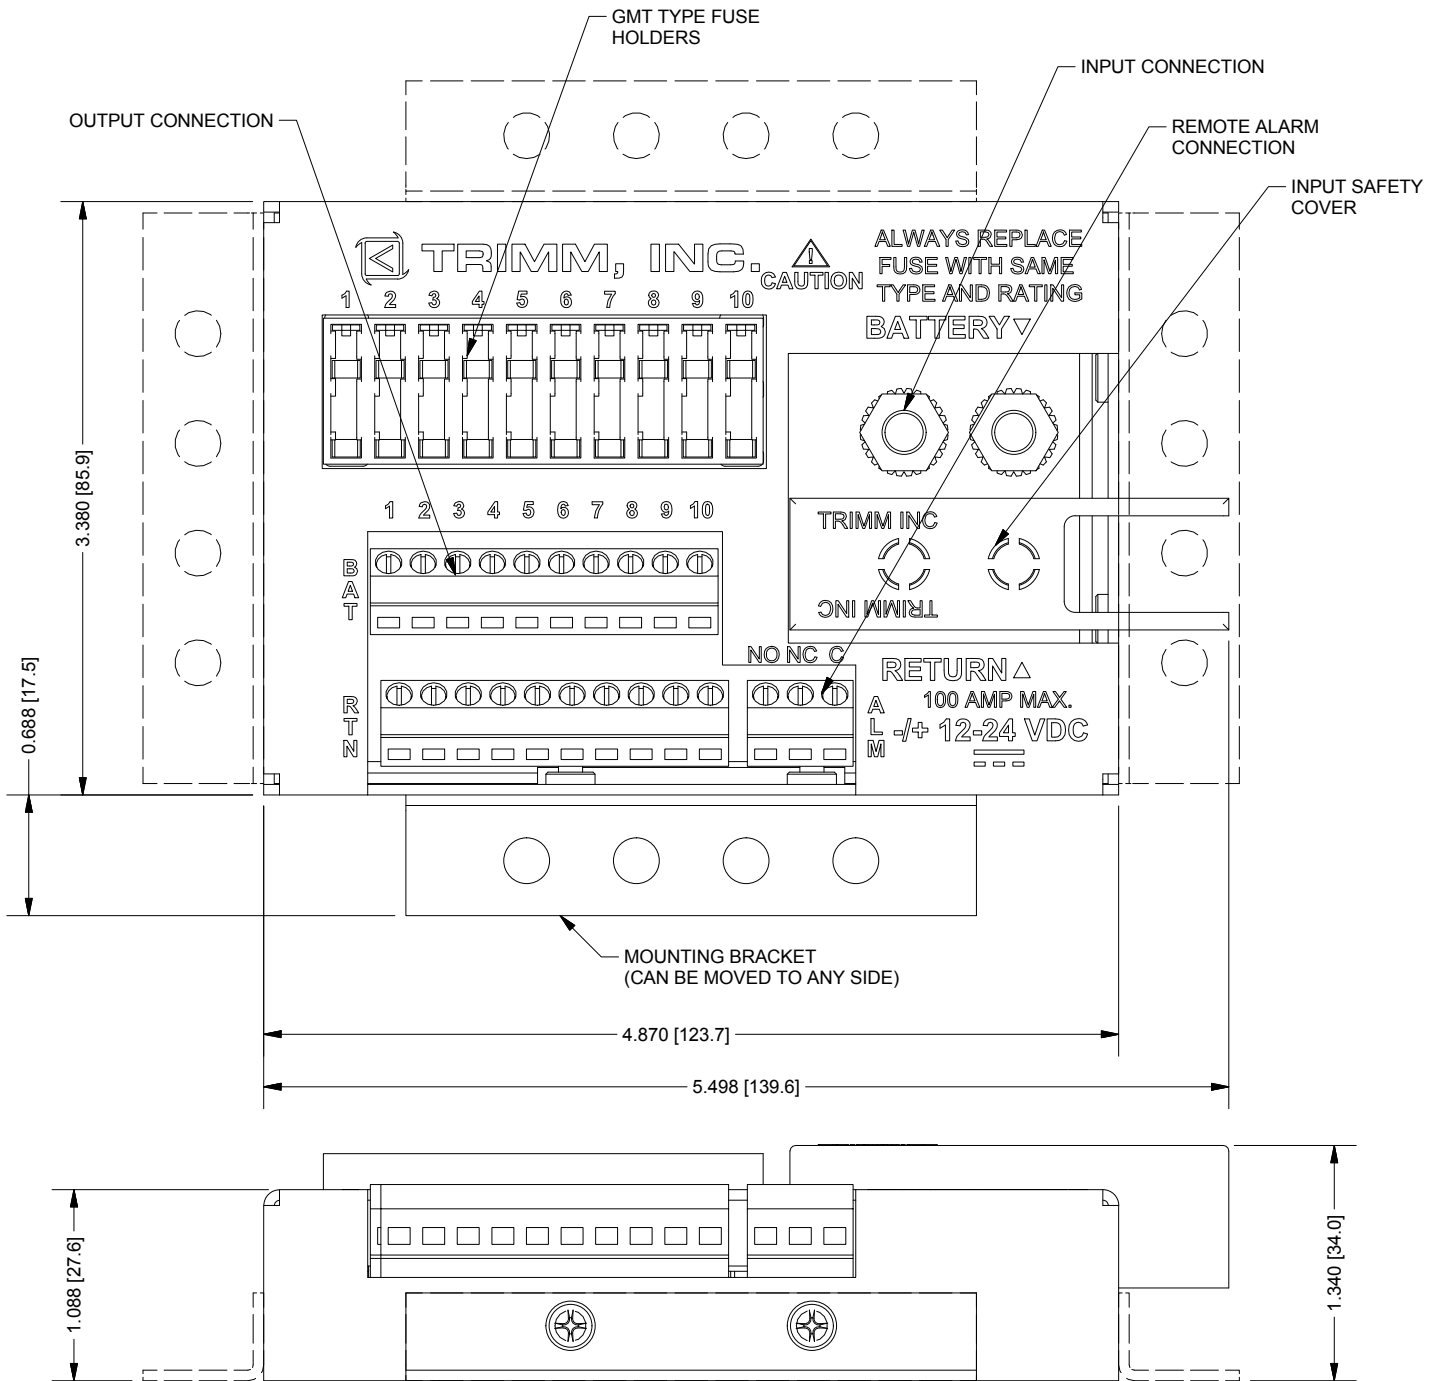 GMT TYPE FUSE
HOLDERS
INPUT CONNECTION
OUTPUT CONNECTION
REMOTE ALARM
CONNECTION
INPUT SAFETY
COVER
TRIMM, INC.
CAUTION
ALWAYS REPLACE
FUSE WITH SAME
TYPE AND RATING
BATTERY
1 2 3 4 5 6 7 8 9 10
3.380 [85.9]
1 2 3 4 5 6 7 8 9 10
TRIMM INC
TRIMM INC
BAT
NO NC C
RETURN
100 AMP MAX.
-/+ 12-24 VDC
RTN
ALM
0.688 [17.5]
MOUNTING BRACKET
(CAN BE MOVED TO ANY SIDE)
4.870 [123.7]
5.498 [139.6]
1.088 [27.6]
1.340 [34.0]